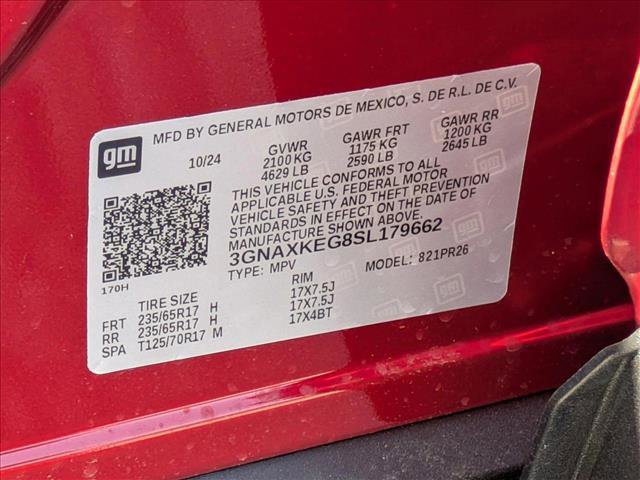 MFD BY GENERAL MOTORS DE MEXICO, S. DE R.L. DE C.V.
gm
10/24
GVWR GAWR FRT GAWR RR
2100 KG 1175 KG 1200 KG
4629 LB 2590 LB 2645 LB
THIS VEHICLE CONFORMS TO ALL
APPLICABLE U.S. FEDERAL MOTOR
VEHICLE SAFETY AND THEFT PREVENTION
STANDARDS IN EFFECT ON THE DATE OF
MANUFACTURE SHOWN ABOVE.
3GNAXKEG8SL179662
TYPE: MPV MODEL: 821PR26
170H
TIRE SIZE RIM
FRT 235/65R17 H 17X7.5J
RR 235/65R17 H 17X7.5J
SPA T125/70R17 M 17X4BT